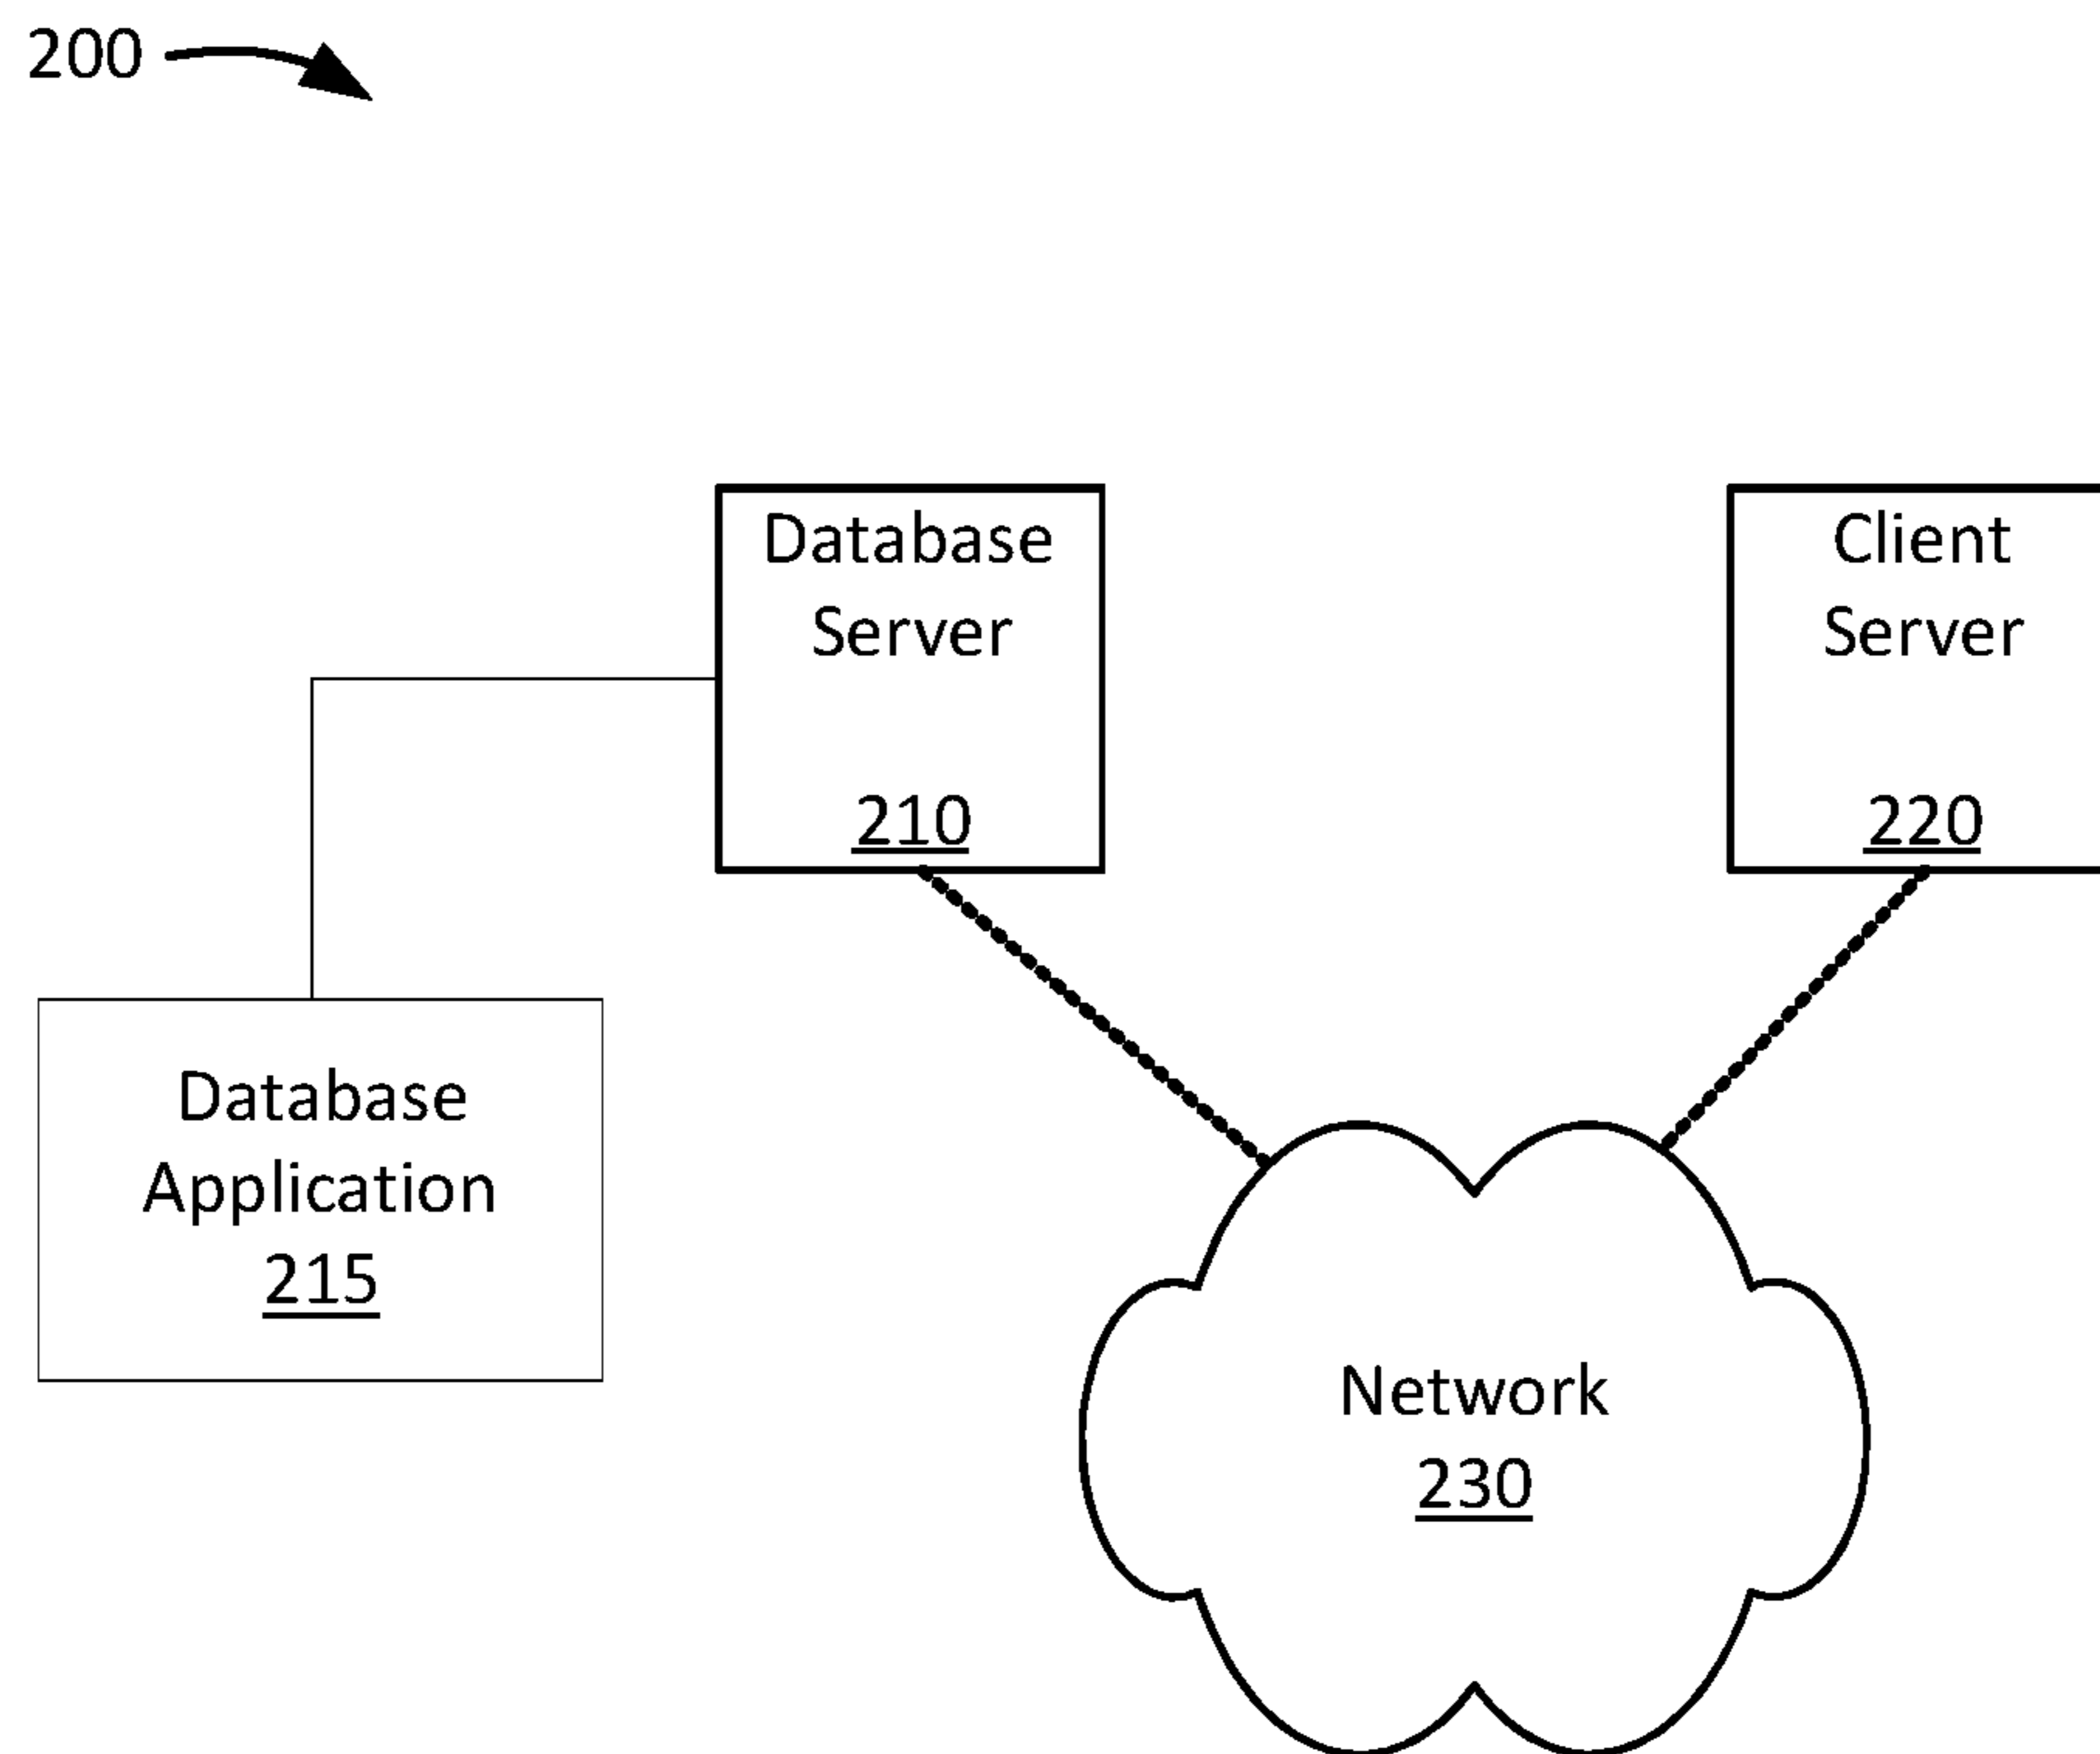 200
Database
Server
210
Client
Server
220
Database
Application
215
Network
230